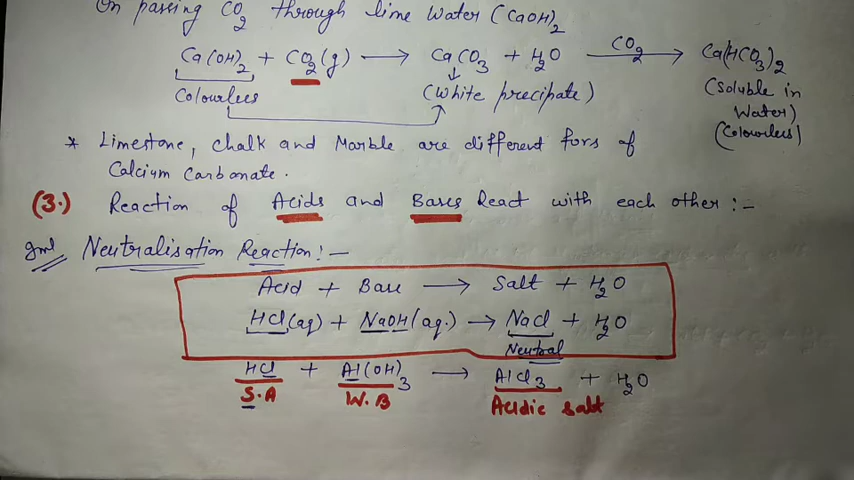 On passing CO2 through lime water (CaOH)2
Ca(OH)2 + CO2(g) → CaCO3 + H2O CO2→ Ca(HCO3)2
Colourless (White precipate) (Soluble in
Water)
(Colourless)
* Limestone, chalk and Marble are different fors of
Calcium Carbonate.
(3.) Reaction of Acids and Bases React with each other :-
Neutralisation Reaction :-
Acid + Base → Salt + H2O
HCl(aq) + NaOH(aq.) → NaCl + H2O
Neutral
HCl + Al(OH)3 → AlCl3 + H2O
S.A W.B Acidic salt